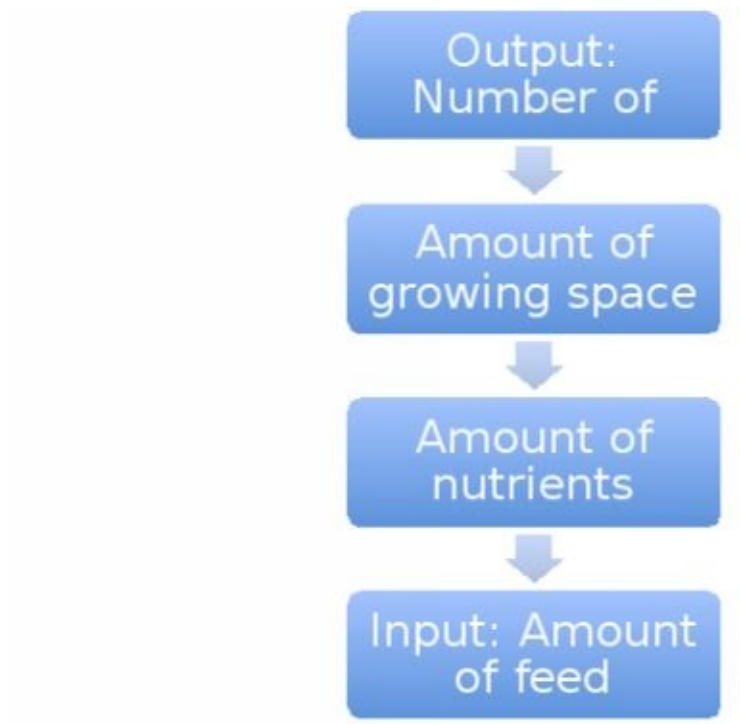 Output:
Number of
Amount of
growing space
Amount of
nutrients
Input: Amount
of feed